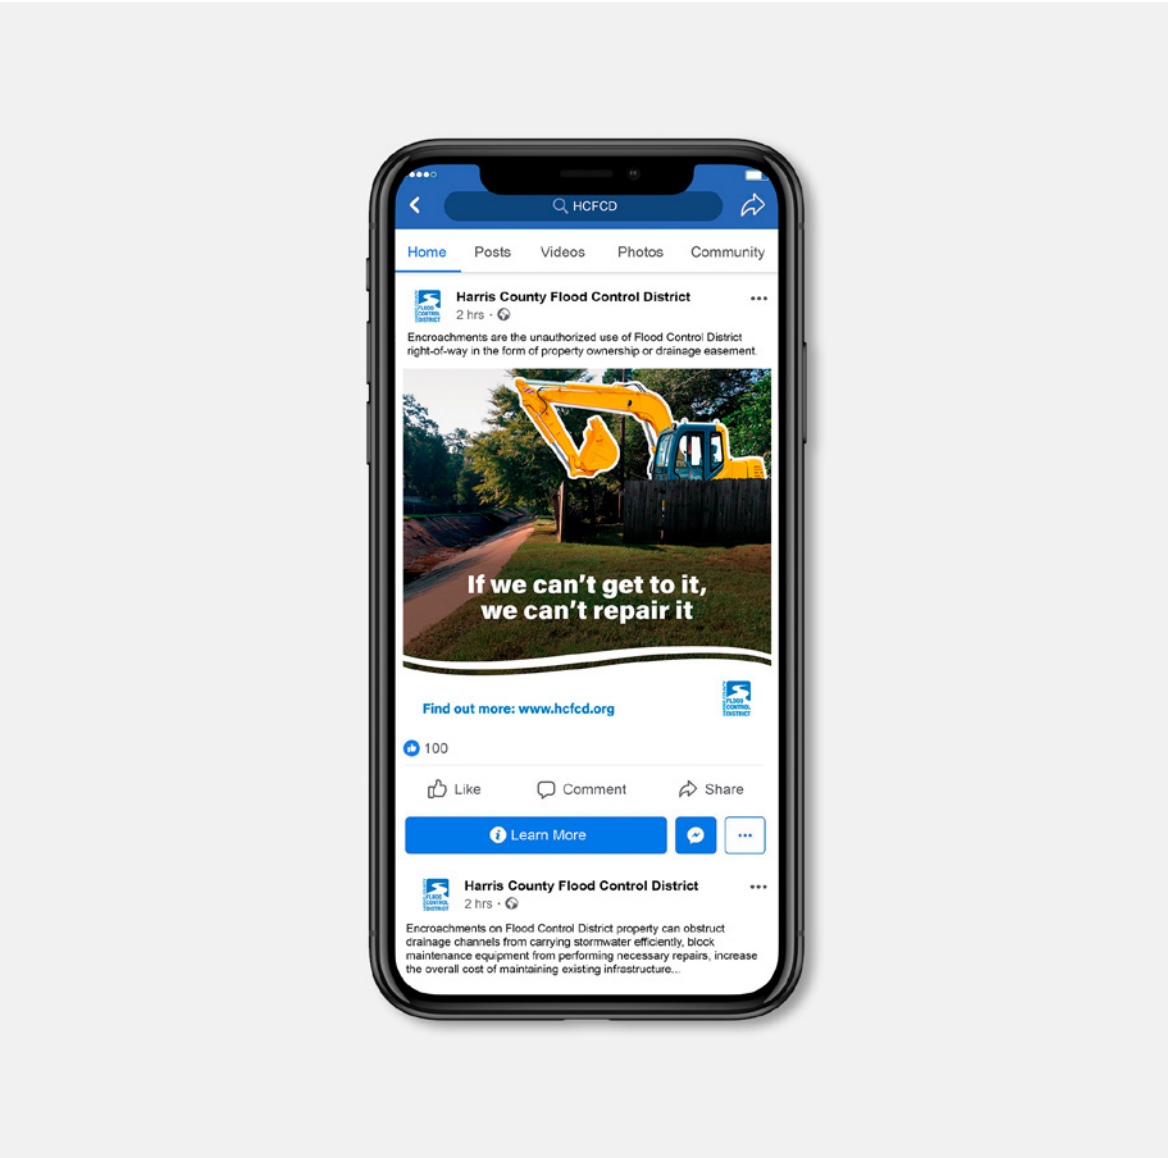 HCFCD
Home Posts Videos Photos Community
Harris County Flood Control District
2 hrs ·
Encroachments are the unauthorized use of Flood Control District
right-of-way in the form of property ownership or drainage easement.
If we can't get to it,
we can't repair it
Find out more: www.hcfcd.org
FLOOD
CONTROL
DISTRICT
100
Like Comment Share
Learn More
Harris County Flood Control District
2 hrs ·
Encroachments on Flood Control District property can obstruct
drainage channels from carrying stormwater efficiently, block
maintenance equipment from performing necessary repairs, increase
the overall cost of maintaining existing infrastructure...